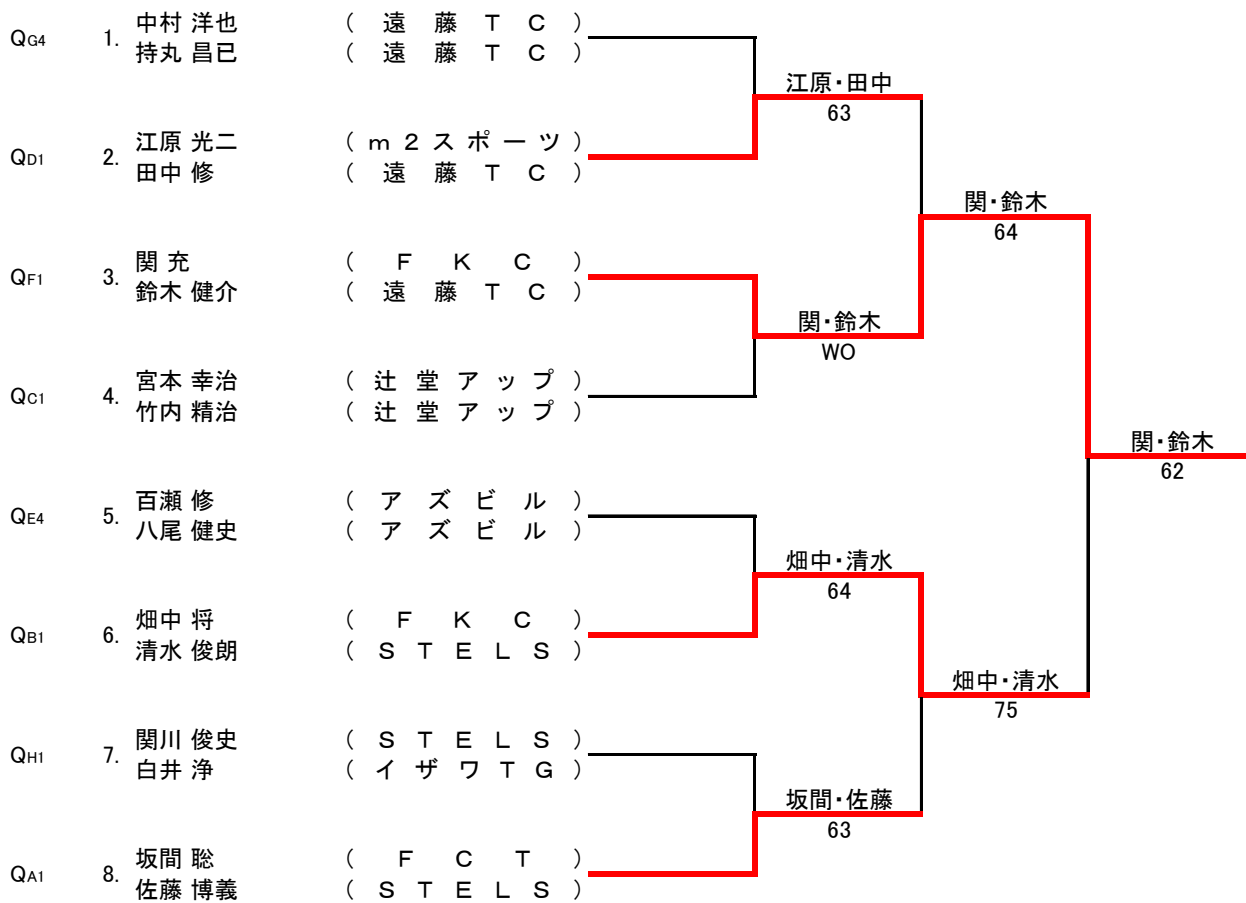 中村 洋也 ( 遠 藤 T C )
QG4 1.
持丸 昌已 ( 遠 藤 T C )
江原・田中
63
江原 光二 ( m 2 ス ポ ー ツ )
QD1 2.
田中 修 ( 遠 藤 T C )
関・鈴木
64
関 充 ( F K C )
QF1 3.
鈴木 健介 ( 遠 藤 T C )
関・鈴木
WO
宮本 幸治 ( 辻 堂 ア ッ プ )
QC1 4.
竹内 精治 ( 辻 堂 ア ッ プ )
関・鈴木
62
百瀬 修 ( ア ズ ビ ル )
QE4 5.
八尾 健史 ( ア ズ ビ ル )
畑中・清水
64
畑中 将 ( F K C )
QB1 6.
清水 俊朗 ( S T E L S )
畑中・清水
75
関川 俊史 ( S T E L S )
QH1 7.
白井 浄 ( イ ザ ワ T G )
坂間・佐藤
63
坂間 聡 ( F C T )
QA1 8.
佐藤 博義 ( S T E L S )